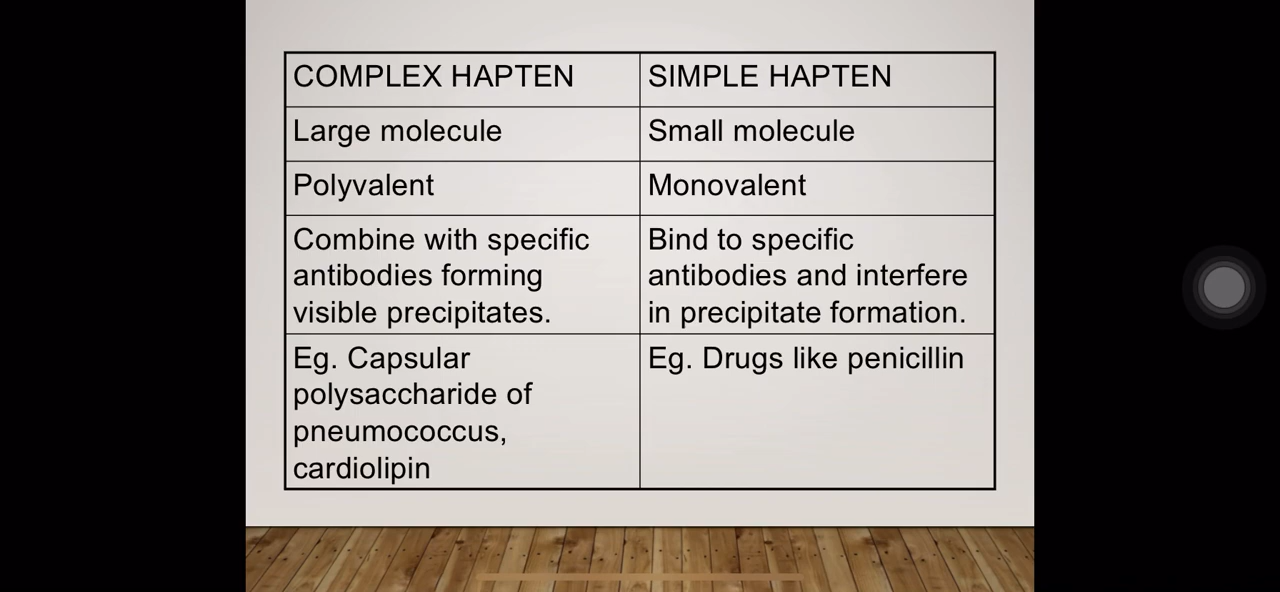 COMPLEX HAPTEN
SIMPLE HAPTEN
Large molecule
Small molecule
Polyvalent
Monovalent
Combine with specific
antibodies forming
visible precipitates.
Bind to specific
antibodies and interfere
in precipitate formation.
Eg. Capsular
polysaccharide of
pneumococcus,
cardiolipin
Eg. Drugs like penicillin